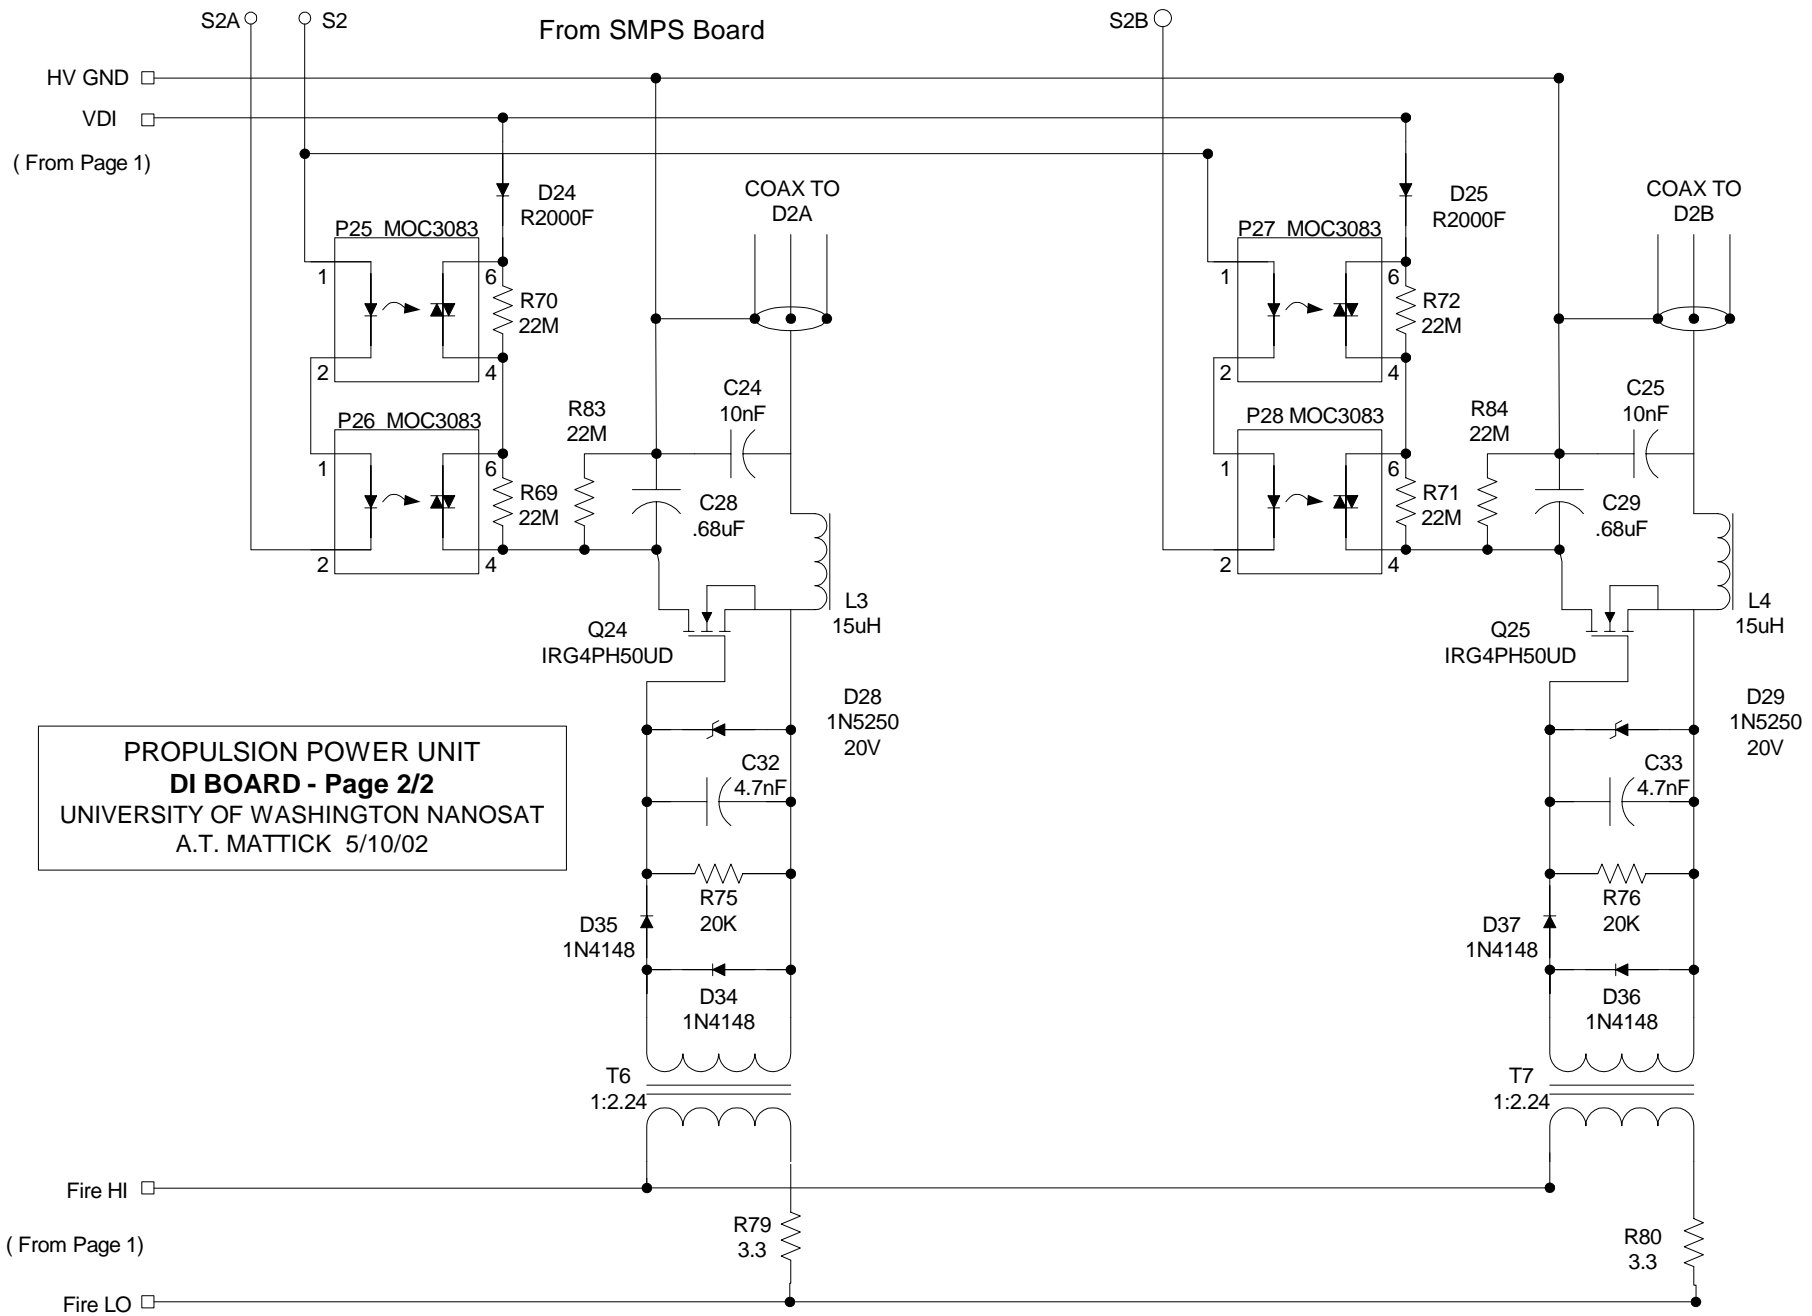 S2A
S2
From SMPS Board
S2B
HV GND
VDI
( From Page 1)
D24
R2000F
COAX TO
D2A
D25
R2000F
COAX TO
D2B
P25 MOC3083
1
2
6
4
R70
22M
P26 MOC3083
1
2
6
4
R69
22M
R83
22M
C24
10nF
C28
.68uF
L3
15uH
Q24
IRG4PH50UD
D28
1N5250
20V
C32
4.7nF
R75
20K
D35
1N4148
D34
1N4148
T6
1:2.24
P27 MOC3083
1
2
6
4
R72
22M
P28 MOC3083
1
2
6
4
R71
22M
R84
22M
C25
10nF
C29
.68uF
L4
15uH
Q25
IRG4PH50UD
D29
1N5250
20V
C33
4.7nF
R76
20K
D37
1N4148
D36
1N4148
T7
1:2.24
PROPULSION POWER UNIT
DI BOARD - Page 2/2
UNIVERSITY OF WASHINGTON NANOSAT
A.T. MATTICK 5/10/02
Fire HI
( From Page 1)
R79
3.3
R80
3.3
Fire LO